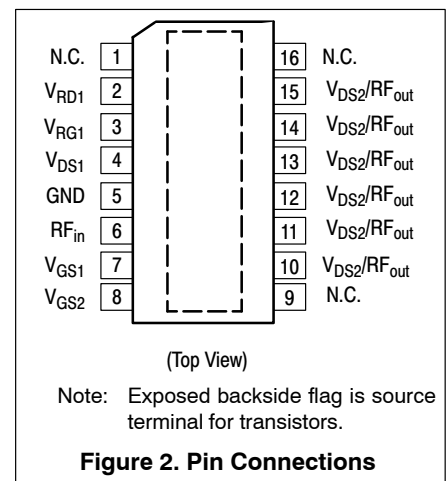 N.C. 1 16 N.C.
V_RD1 2 15 V_DS2/RF_out
V_RG1 3 14 V_DS2/RF_out
V_DS1 4 13 V_DS2/RF_out
GND 5 12 V_DS2/RF_out
RF_in 6 11 V_DS2/RF_out
V_GS1 7 10 V_DS2/RF_out
V_GS2 8 9 N.C.
(Top View)
Note: Exposed backside flag is source
terminal for transistors.
Figure 2. Pin Connections